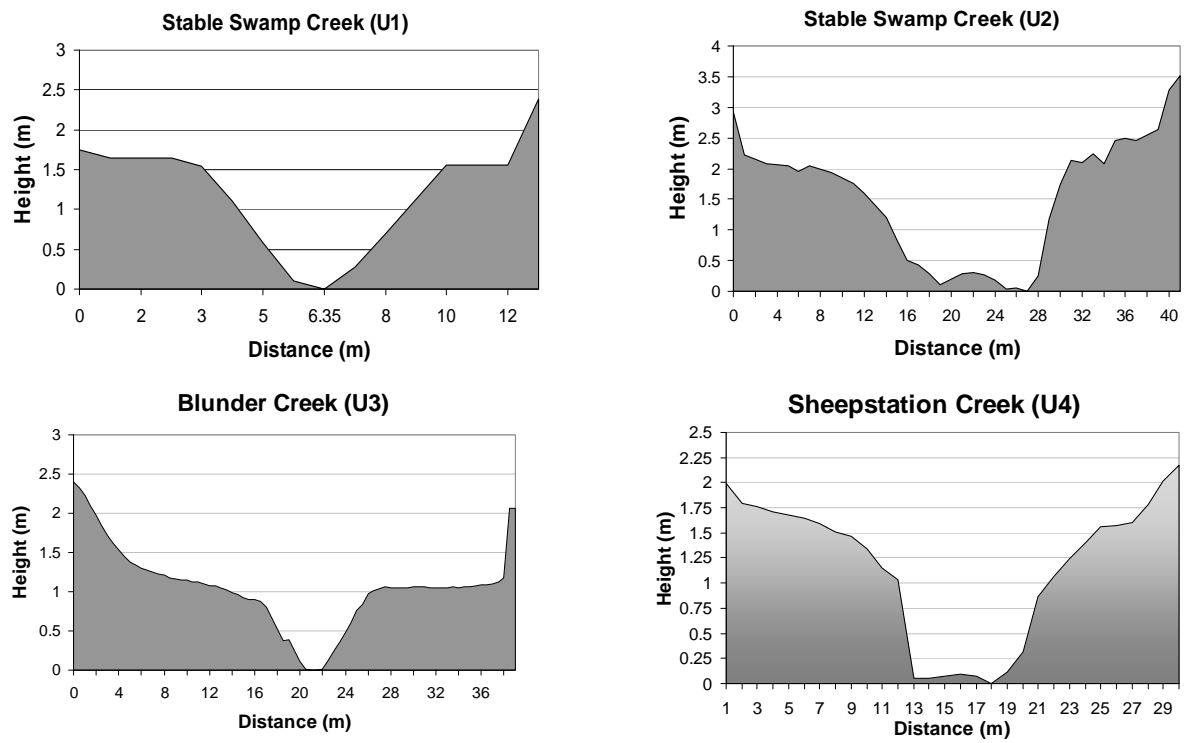 Stable Swamp Creek (U1)
3
2.5
2
1.5
1
0.5
0
Height (m)
0 2 3 5 6.35 8 10 12
Distance (m)
Stable Swamp Creek (U2)
4
3.5
3
2.5
2
1.5
1
0.5
0
Height (m)
0 4 8 12 16 20 24 28 32 36 40
Distance (m)
Blunder Creek (U3)
3
2.5
2
1.5
1
0.5
0
Height (m)
0 4 8 12 16 20 24 28 32 36
Distance (m)
Sheepstation Creek (U4)
2.5
2.25
2
1.75
1.5
1.25
1
0.75
0.5
0.25
0
Height (m)
1 3 5 7 9 11 13 15 17 19 21 23 25 27 29
Distance (m)